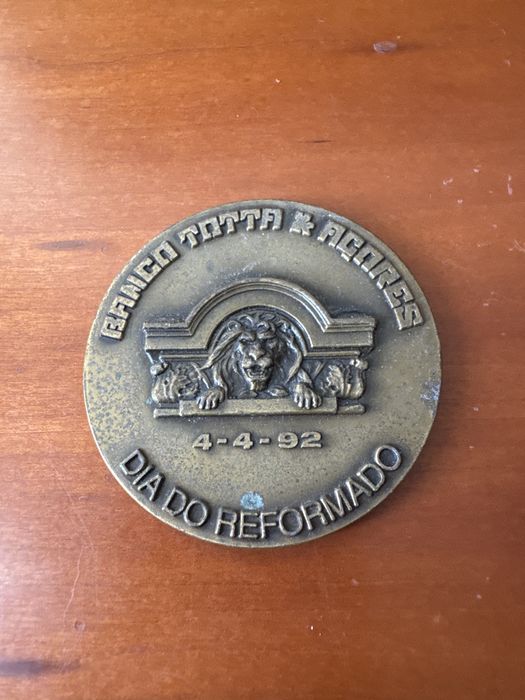 BANCO TOTTA & AÇORES
4-4-92
DIA DO REFORMADO